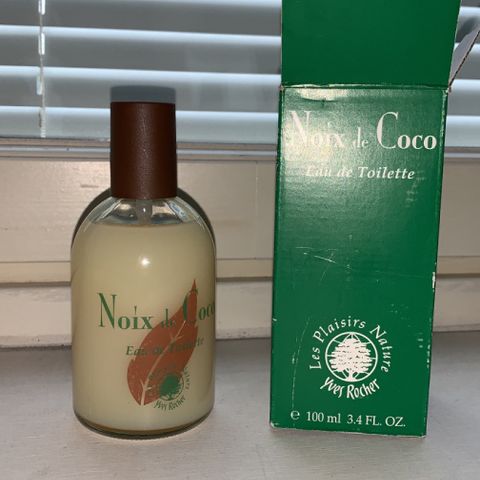 Noix de Coco
Eau de Toilette
Yves Rocher
Noix de Coco
Eau de Toilette
Les Plaisirs Nature
Yves Rocher
e 100 ml 3.4 FL. OZ.